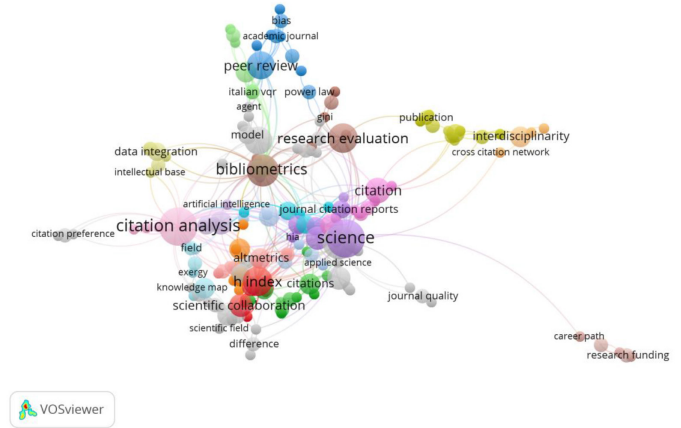 bias
academic journal
peer review
italian vqr
power law
agent
gini
publication
model
research evaluation
interdisciplinarity
data integration
cross citation network
intellectual base
bibliometrics
citation
artificial intelligence
journal citation reports
citation analysis
citation preference
hia
science
field
altmetrics
applied science
exergy
h index
citations
knowledge map
journal quality
scientific collaboration
scientific field
difference
career path
research funding
VOSviewer